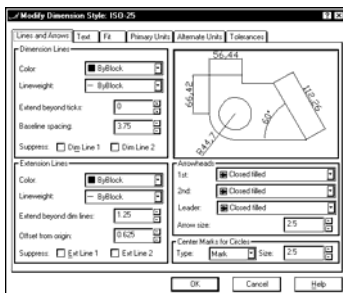 Modify Dimension Style: ISO-25
Lines and Arrows Text Fit Primary Units Alternate Units Tolerances
Dimension Lines
Color: ByBlock
Lineweight: ByBlock
Extend beyond ticks: 0
Baseline spacing: 3.75
Suppress: Dim Line 1 Dim Line 2
Extension Lines
Color: ByBlock
Lineweight: ByBlock
Extend beyond dim lines: 1.25
Offset from origin: 0.625
Suppress: Ext Line 1 Ext Line 2
56,44
66,42
112,26
60°
R44,7
Arrowheads
1st: Closed filled
2nd: Closed filled
Leader: Closed filled
Arrow size: 2.5
Center Marks for Circles
Type: Mark Size: 2.5
OK Cancel Help